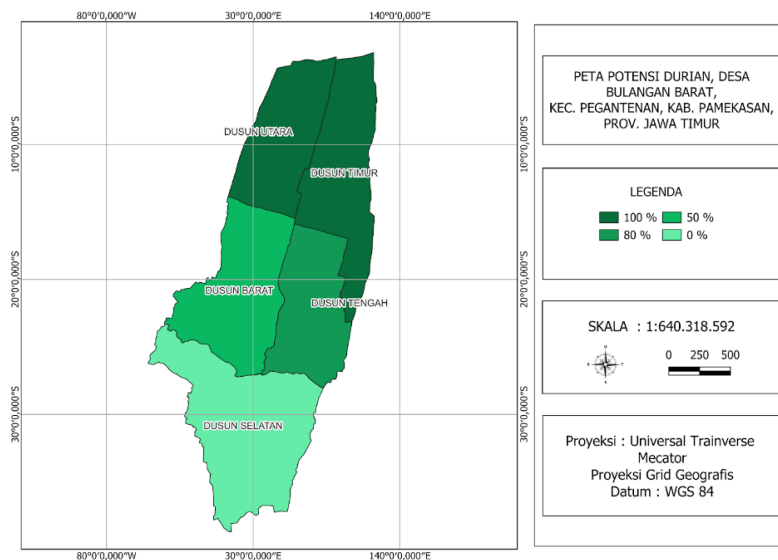 80°0'0,000"W 30°0'0,000"E 140°0'0,000"E
10°0'0,000"S
20°0'0,000"S
30°0'0,000"S
DUSUN UTARA
DUSUN TIMUR
DUSUN BARAT
DUSUN TENGAH
DUSUN SELATAN
10°0'0,000"S
20°0'0,000"S
30°0'0,000"S
80°0'0,000"W 30°0'0,000"E 140°0'0,000"E
PETA POTENSI DURIAN, DESA
BULANGAN BARAT,
KEC. PEGANTENAN, KAB. PAMEKASAN,
PROV. JAWA TIMUR
LEGENDA
100 % 50 %
80 % 0 %
SKALA : 1:640.318.592
0 250 500
Proyeksi : Universal Trainverse
Mecator
Proyeksi Grid Geografis
Datum : WGS 84